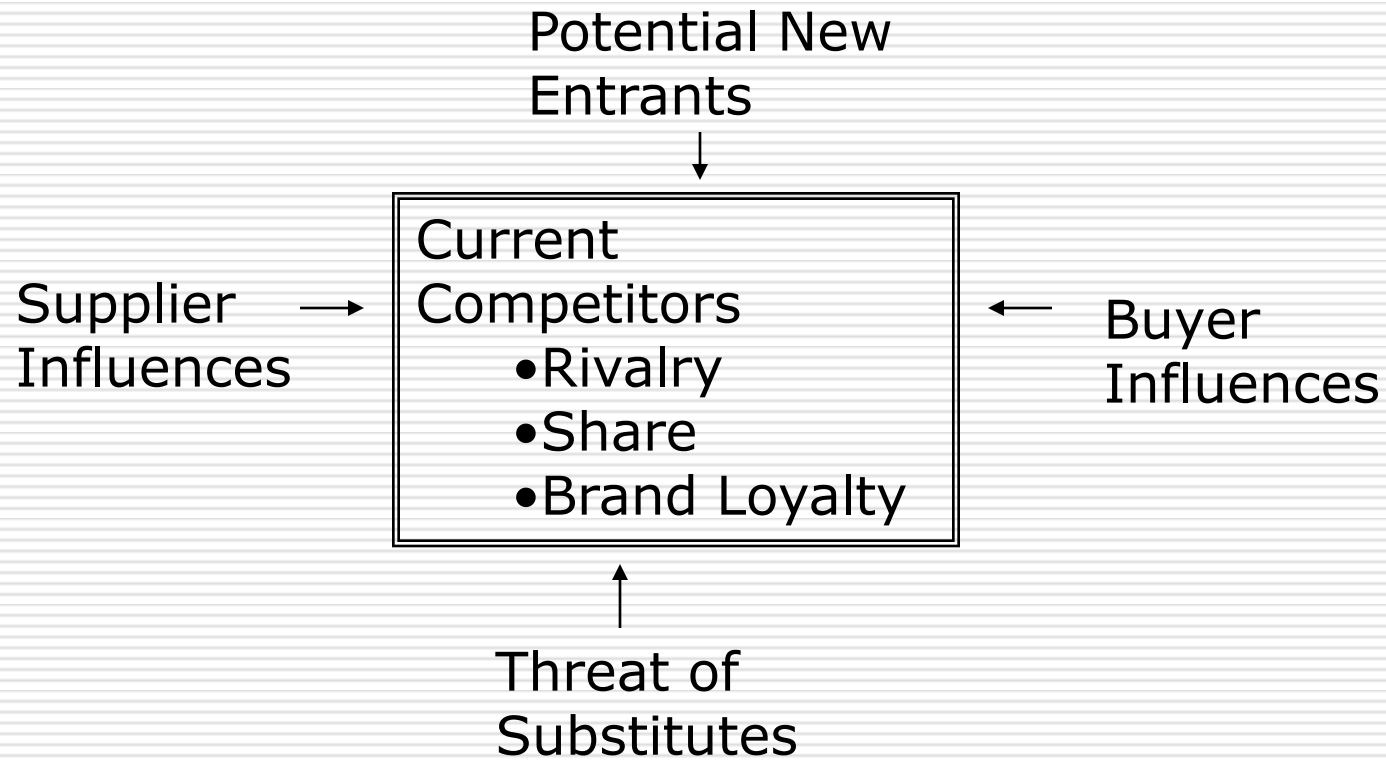 Potential New
Entrants
Supplier
Influences
Current
Competitors
•Rivalry
•Share
•Brand Loyalty
Buyer
Influences
Threat of
Substitutes